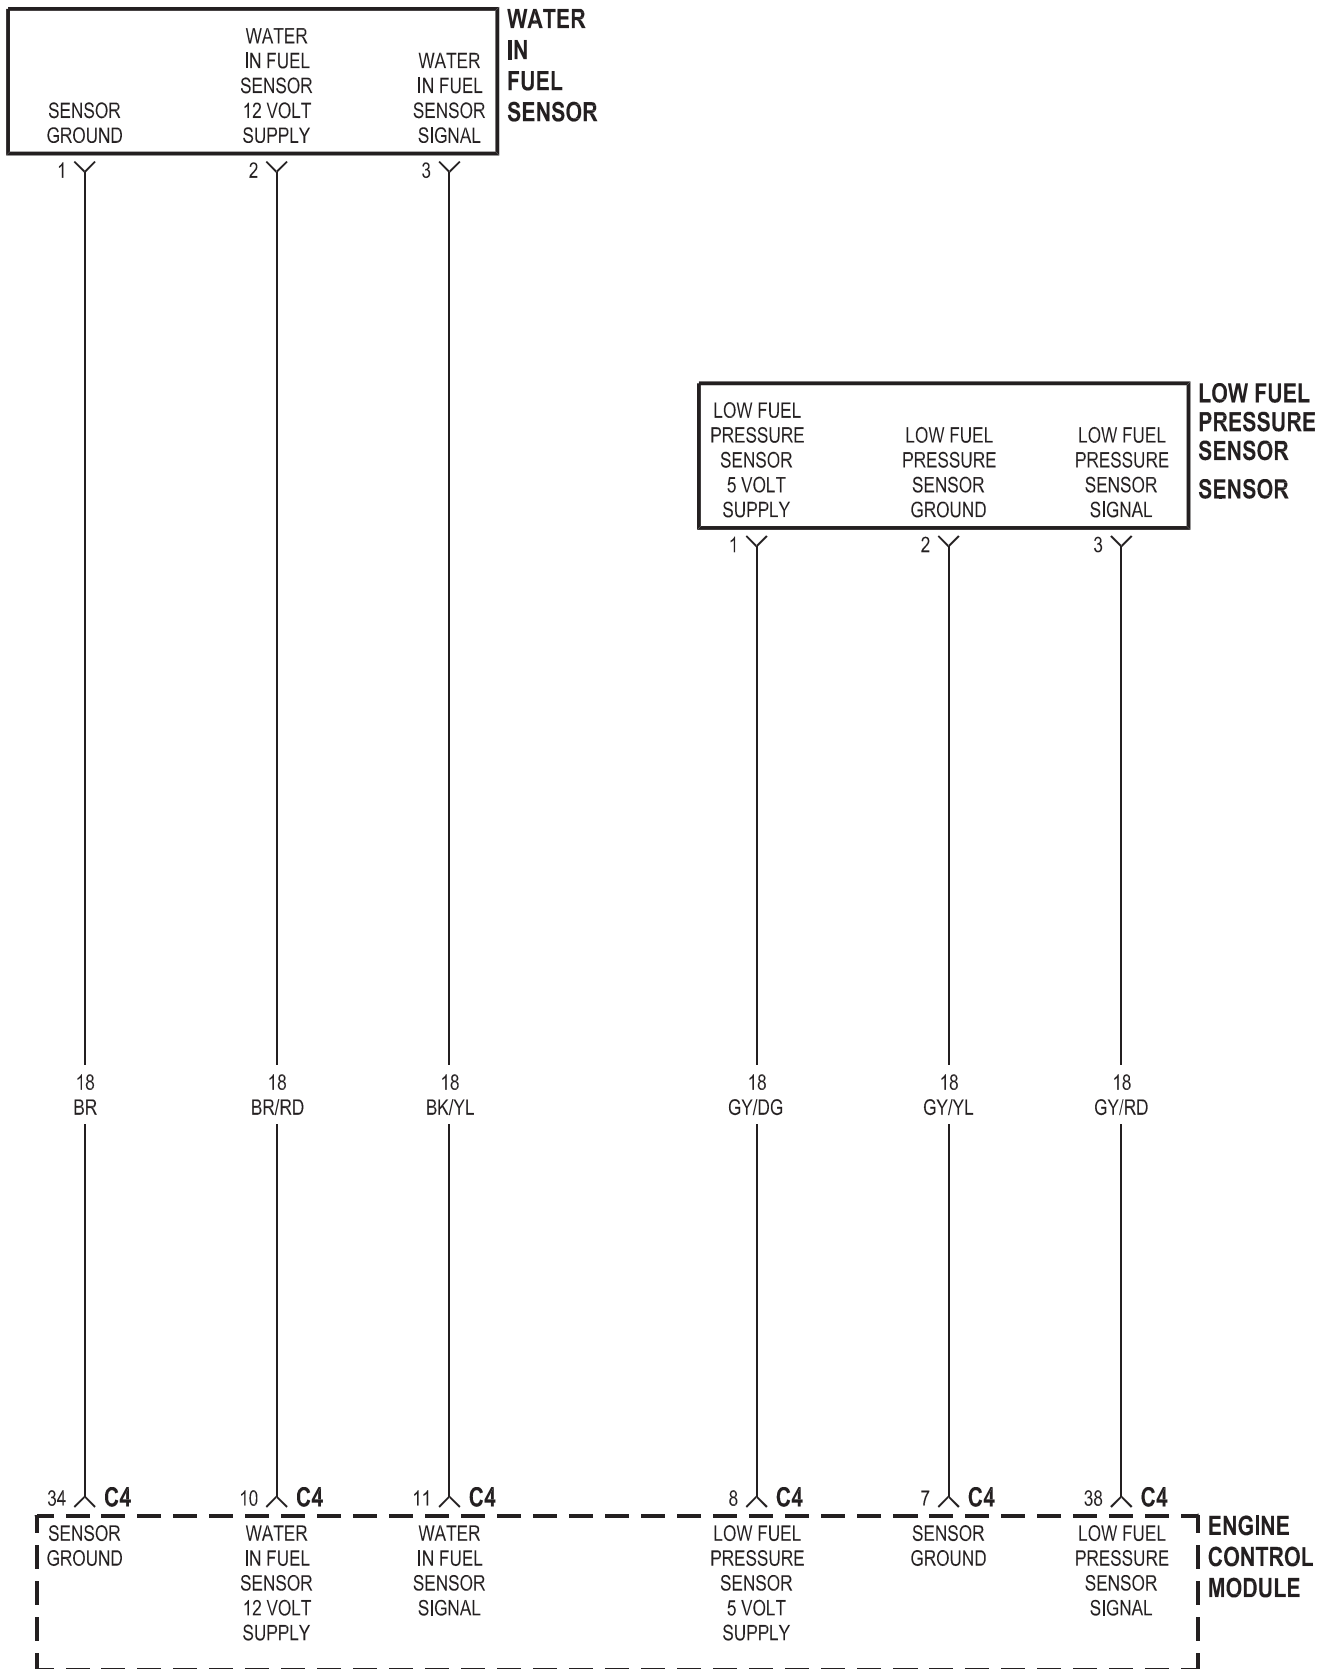 WATER
IN
FUEL
SENSOR
SENSOR
GROUND
WATER
IN FUEL
SENSOR
12 VOLT
SUPPLY
WATER
IN FUEL
SENSOR
SIGNAL
1
2
3
LOW FUEL
PRESSURE
SENSOR
SENSOR
LOW FUEL
PRESSURE
SENSOR
5 VOLT
SUPPLY
LOW FUEL
PRESSURE
SENSOR
GROUND
LOW FUEL
PRESSURE
SENSOR
SIGNAL
1
2
3
18
BR
18
BR/RD
18
BK/YL
18
GY/DG
18
GY/YL
18
GY/RD
34 C4
10 C4
11 C4
8 C4
7 C4
38 C4
SENSOR
GROUND
WATER
IN FUEL
SENSOR
12 VOLT
SUPPLY
WATER
IN FUEL
SENSOR
SIGNAL
LOW FUEL
PRESSURE
SENSOR
5 VOLT
SUPPLY
SENSOR
GROUND
LOW FUEL
PRESSURE
SENSOR
SIGNAL
ENGINE
CONTROL
MODULE